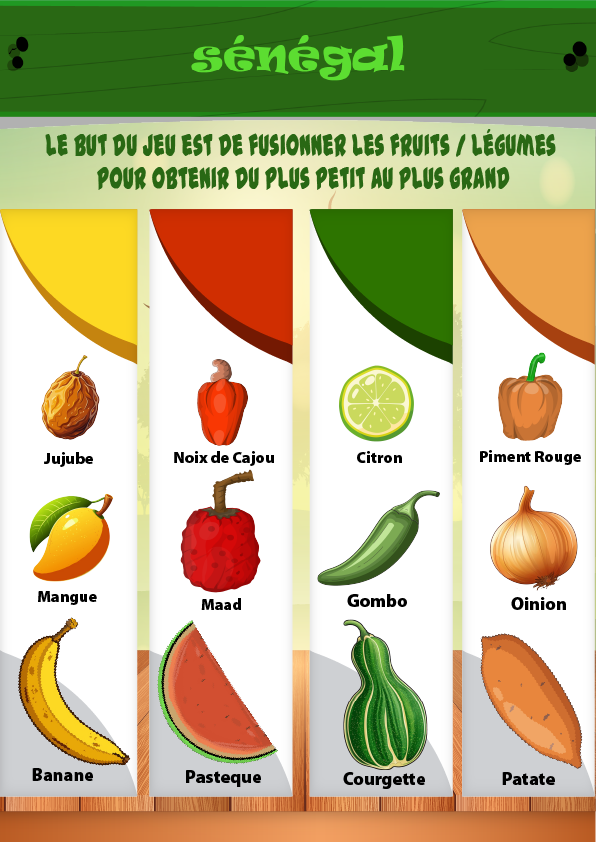 sénégal
LE BUT DU JEU EST DE FUSIONNER LES FRUITS / LÉGUMES
POUR OBTENIR DU PLUS PETIT AU PLUS GRAND
Jujube
Noix de Cajou
Citron
Piment Rouge
Mangue
Maad
Gombo
Oinion
Banane
Pasteque
Courgette
Patate